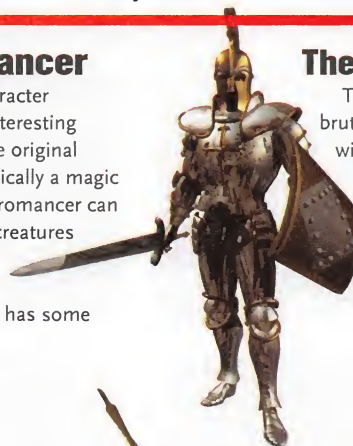 ancer
racter
teresting
e original
ically a magic
romancer can
creatures
has some
The
T
brut
wi